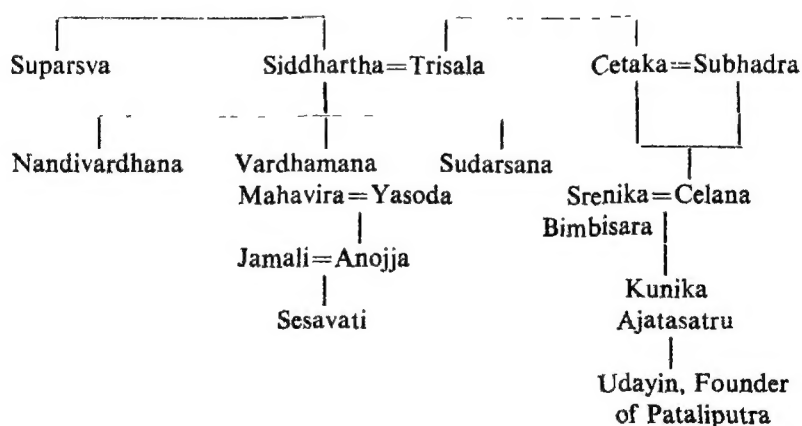 Suparsva Siddhartha=Trisala Cetaka=Subhadra
Nandivardhana Vardhamana Sudarsana
Mahavira=Yasoda Srenika=Celana
Bimbisara
Jamali=Anojja
Sesavati Kunika
Ajatasatru
Udayin, Founder
of Pataliputra